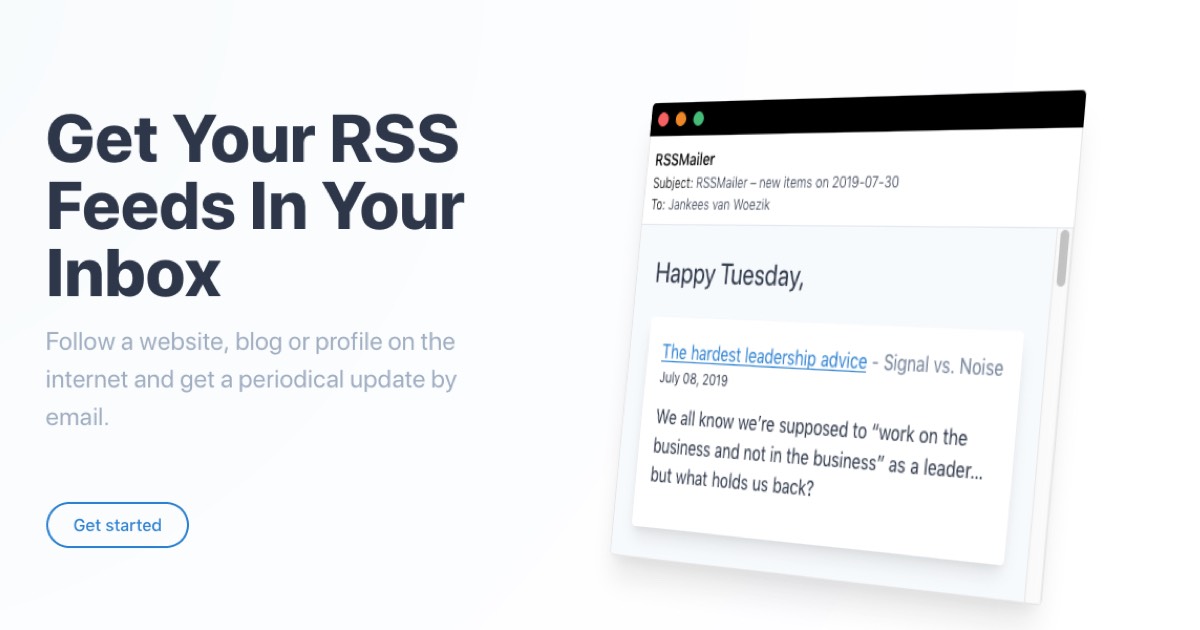 Get Your RSS
Feeds In Your
Inbox
Follow a website, blog or profile on the
internet and get a periodical update by
email.
Get started
RSSMailer
Subject: RSSMailer – new items on 2019-07-30
To: Jankees van Woezik
Happy Tuesday,
The hardest leadership advice - Signal vs. Noise
July 08, 2019
We all know we’re supposed to “work on the
business and not in the business” as a leader...
but what holds us back?